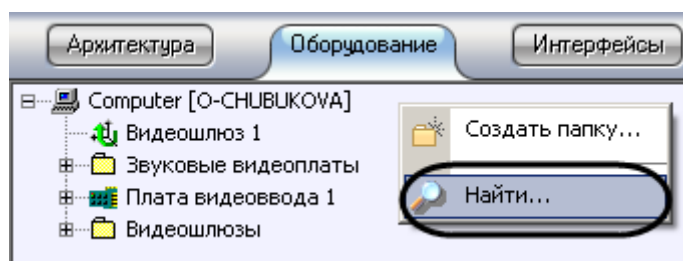 Архитектура Оборудование Интерфейсы
Computer [O-CHUBUKOVA]
Видеошлюз 1
Звуковые видеоплаты
Плата видеоввода 1
Видеошлюзы
Создать папку...
Найти...